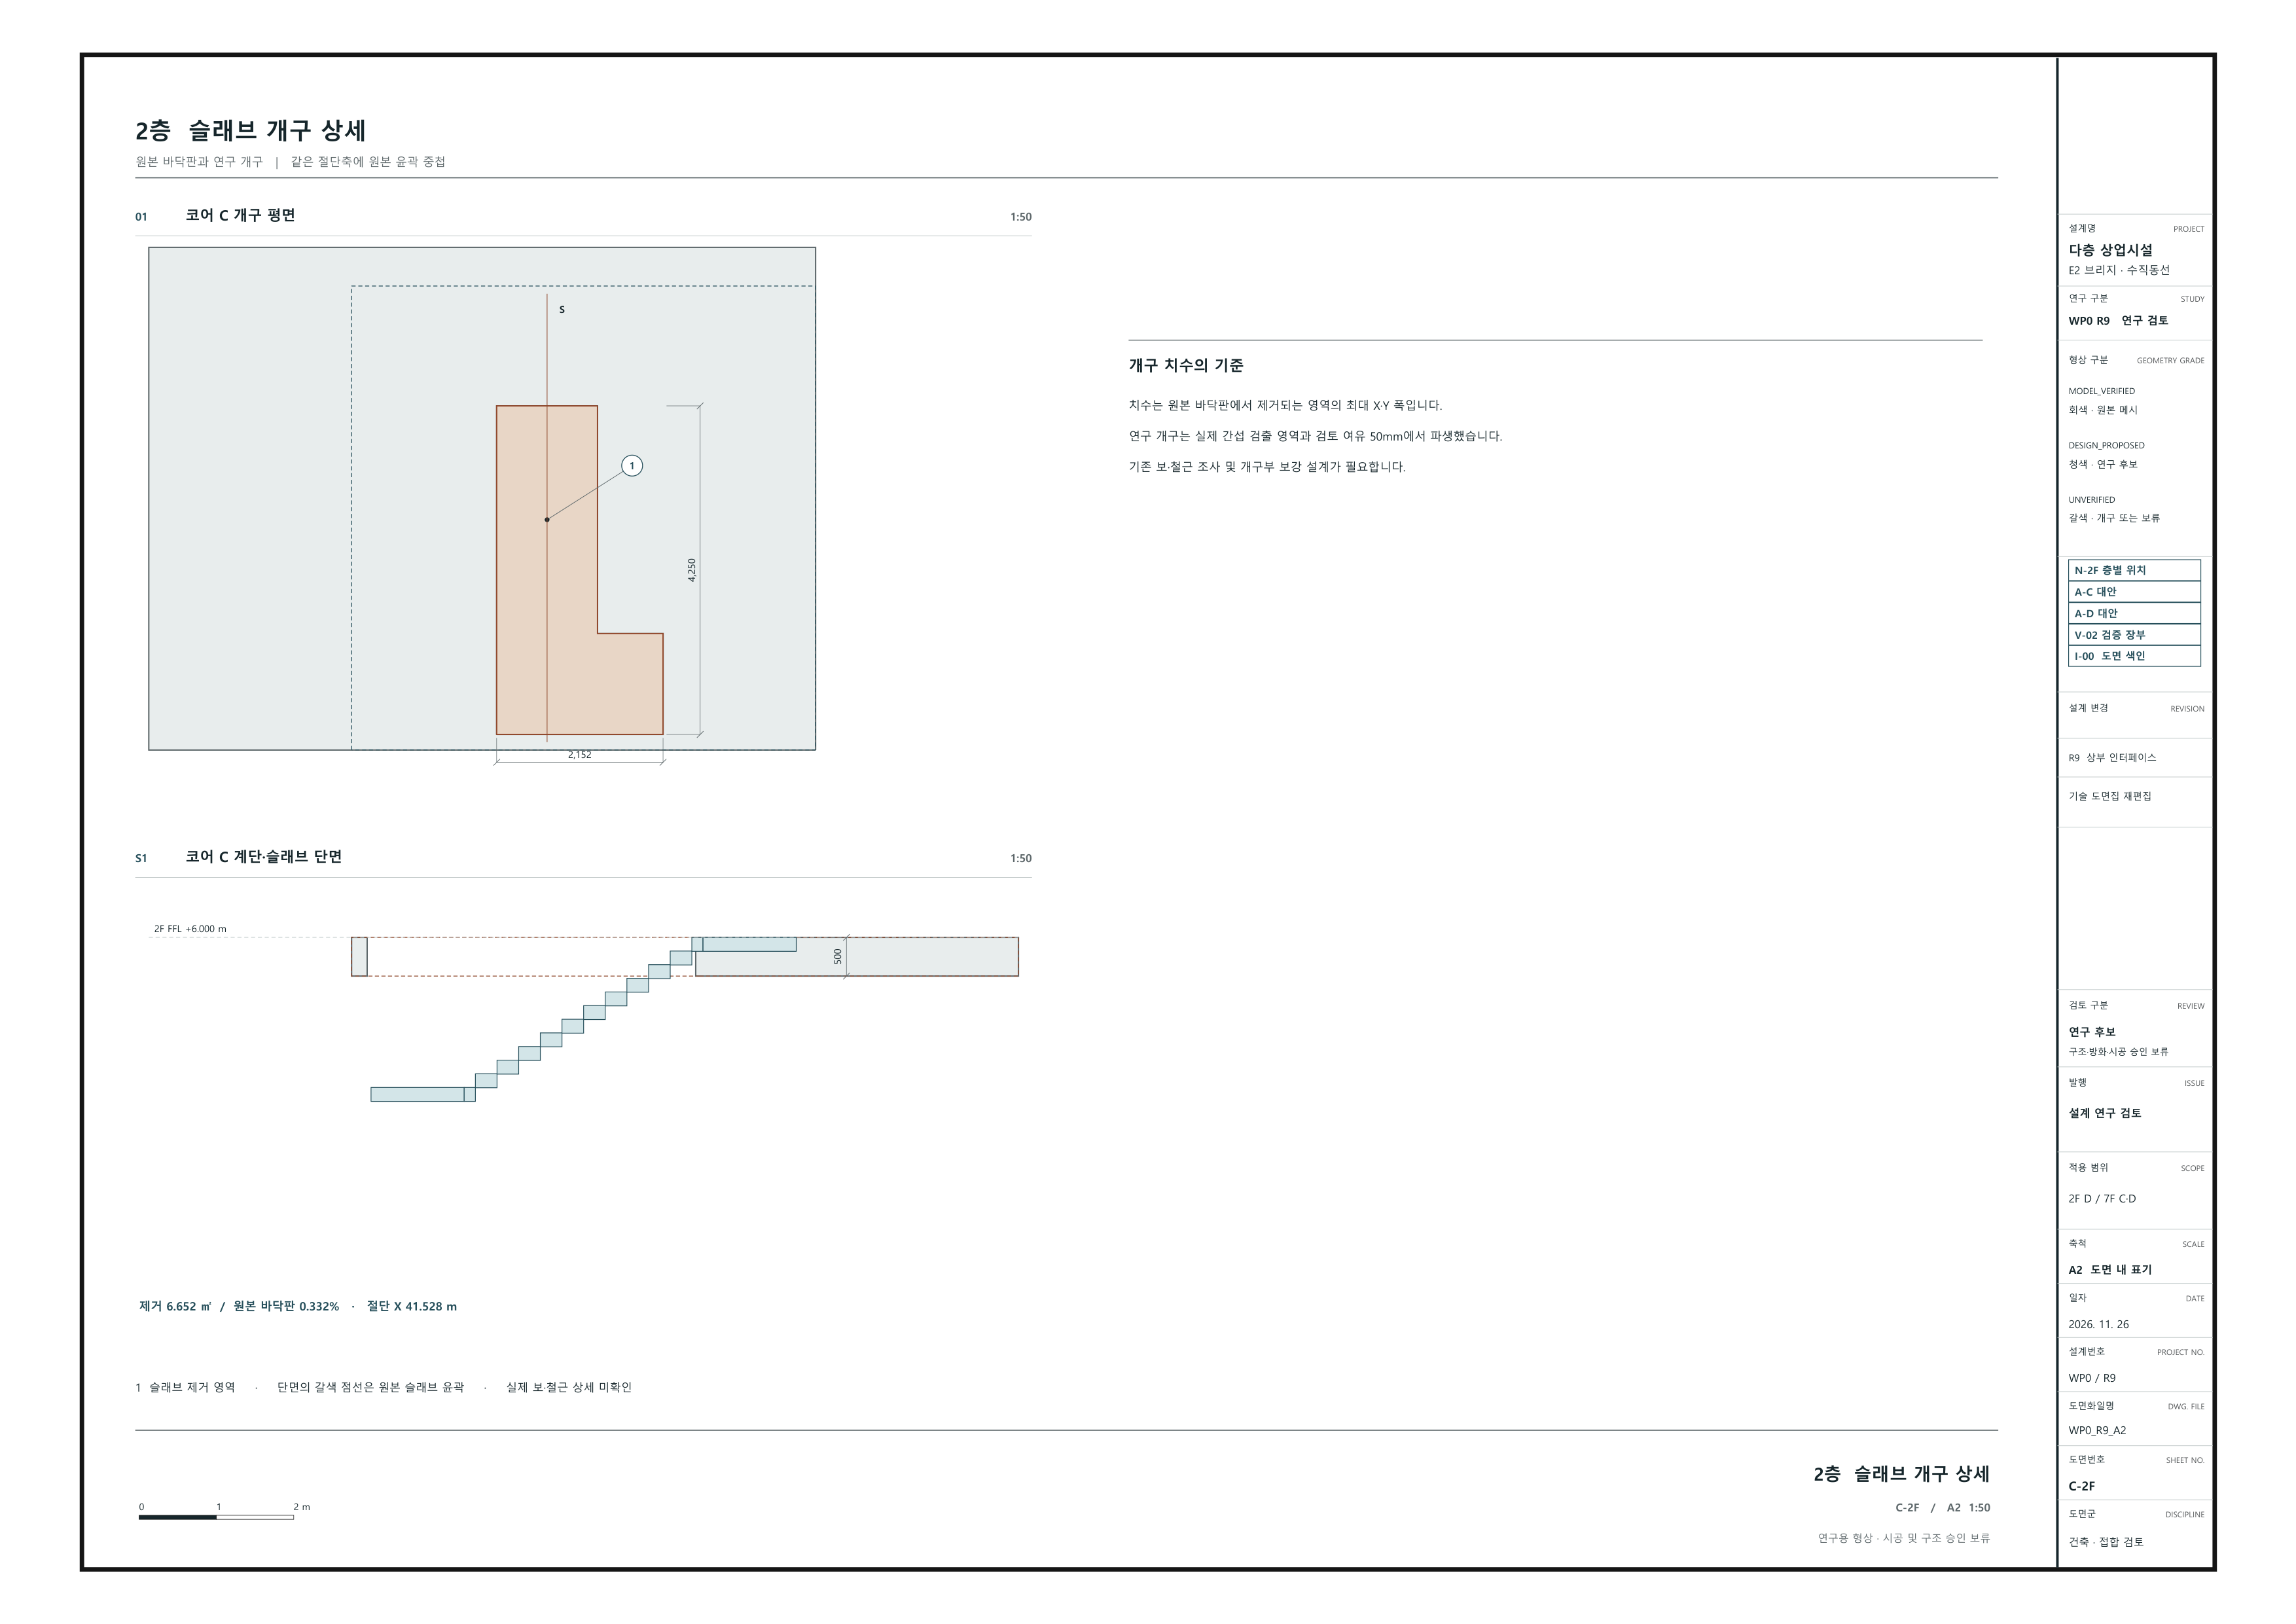 2층 슬래브 개구 상세
원본 바닥판과 연구 개구 | 같은 절단축에 원본 윤곽 중첩
01 코어 C 개구 평면 1:50
S
1
4,250
2,152
개구 치수의 기준
치수는 원본 바닥판에서 제거되는 영역의 최대 X·Y 폭입니다.
연구 개구는 실제 간섭 검출 영역과 검토 여유 50mm에서 파생했습니다.
기존 보·철근 조사 및 개구부 보강 설계가 필요합니다.
S1 코어 C 계단·슬래브 단면 1:50
2F FFL +6.000 m
500
제거 6.652 ㎡ / 원본 바닥판 0.332% · 절단 X 41.528 m
1 슬래브 제거 영역 · 단면의 갈색 점선은 원본 슬래브 윤곽 · 실제 보·철근 상세 미확인
0 1 2 m
2층 슬래브 개구 상세
C-2F / A2 1:50
연구용 형상 · 시공 및 구조 승인 보류
설계명 PROJECT
다층 상업시설
E2 브리지 · 수직동선
연구 구분 STUDY
WP0 R9 연구 검토
형상 구분 GEOMETRY GRADE
MODEL_VERIFIED
회색 · 원본 메시
DESIGN_PROPOSED
청색 · 연구 후보
UNVERIFIED
갈색 · 개구 또는 보류
N-2F 층별 위치
A-C 대안
A-D 대안
V-02 검증 장부
I-00 도면 색인
설계 변경 REVISION
R9 상부 인터페이스
기술 도면집 재편집
검토 구분 REVIEW
연구 후보
구조·방화·시공 승인 보류
발행 ISSUE
설계 연구 검토
적용 범위 SCOPE
2F D / 7F C·D
축척 SCALE
A2 도면 내 표기
일자 DATE
2026. 11. 26
설계번호 PROJECT NO.
WP0 / R9
도면화일명 DWG. FILE
WP0_R9_A2
도면번호 SHEET NO.
C-2F
도면군 DISCIPLINE
건축 · 접합 검토